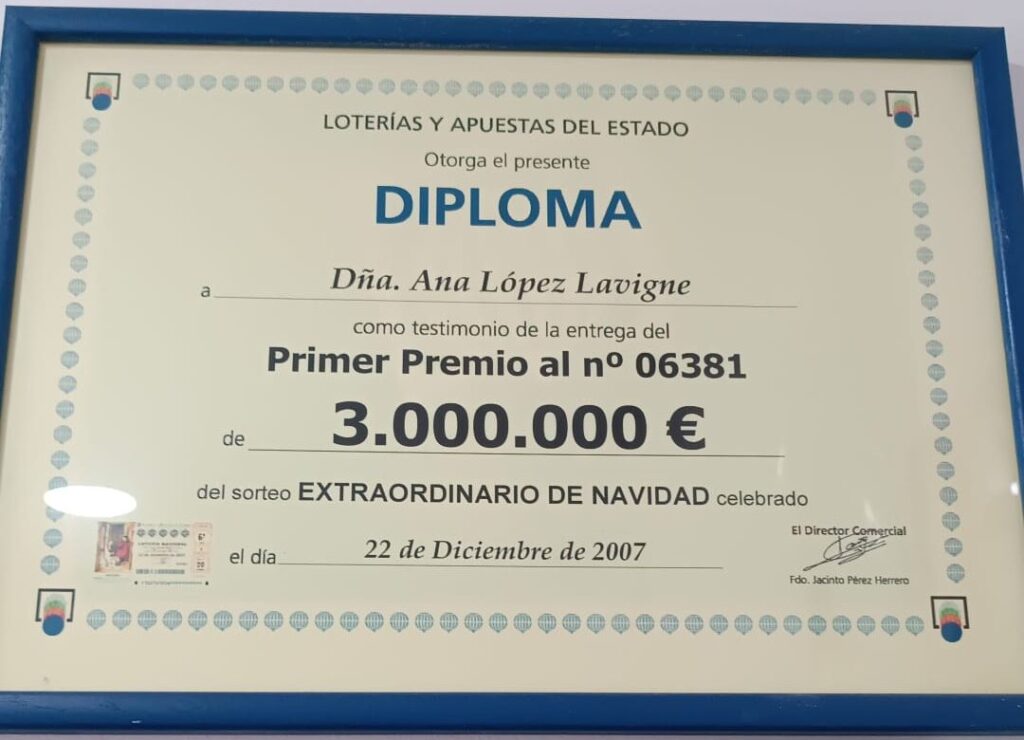 LOTERÍAS Y APUESTAS DEL ESTADO
Otorga el presente
DIPLOMA
a Dña. Ana López Lavigne
como testimonio de la entrega del
Primer Premio al nº 06381
de 3.000.000 €
del sorteo EXTRAORDINARIO DE NAVIDAD celebrado
el día 22 de Diciembre de 2007
El Director Comercial
Fdo. Jacinto Pérez Herrero